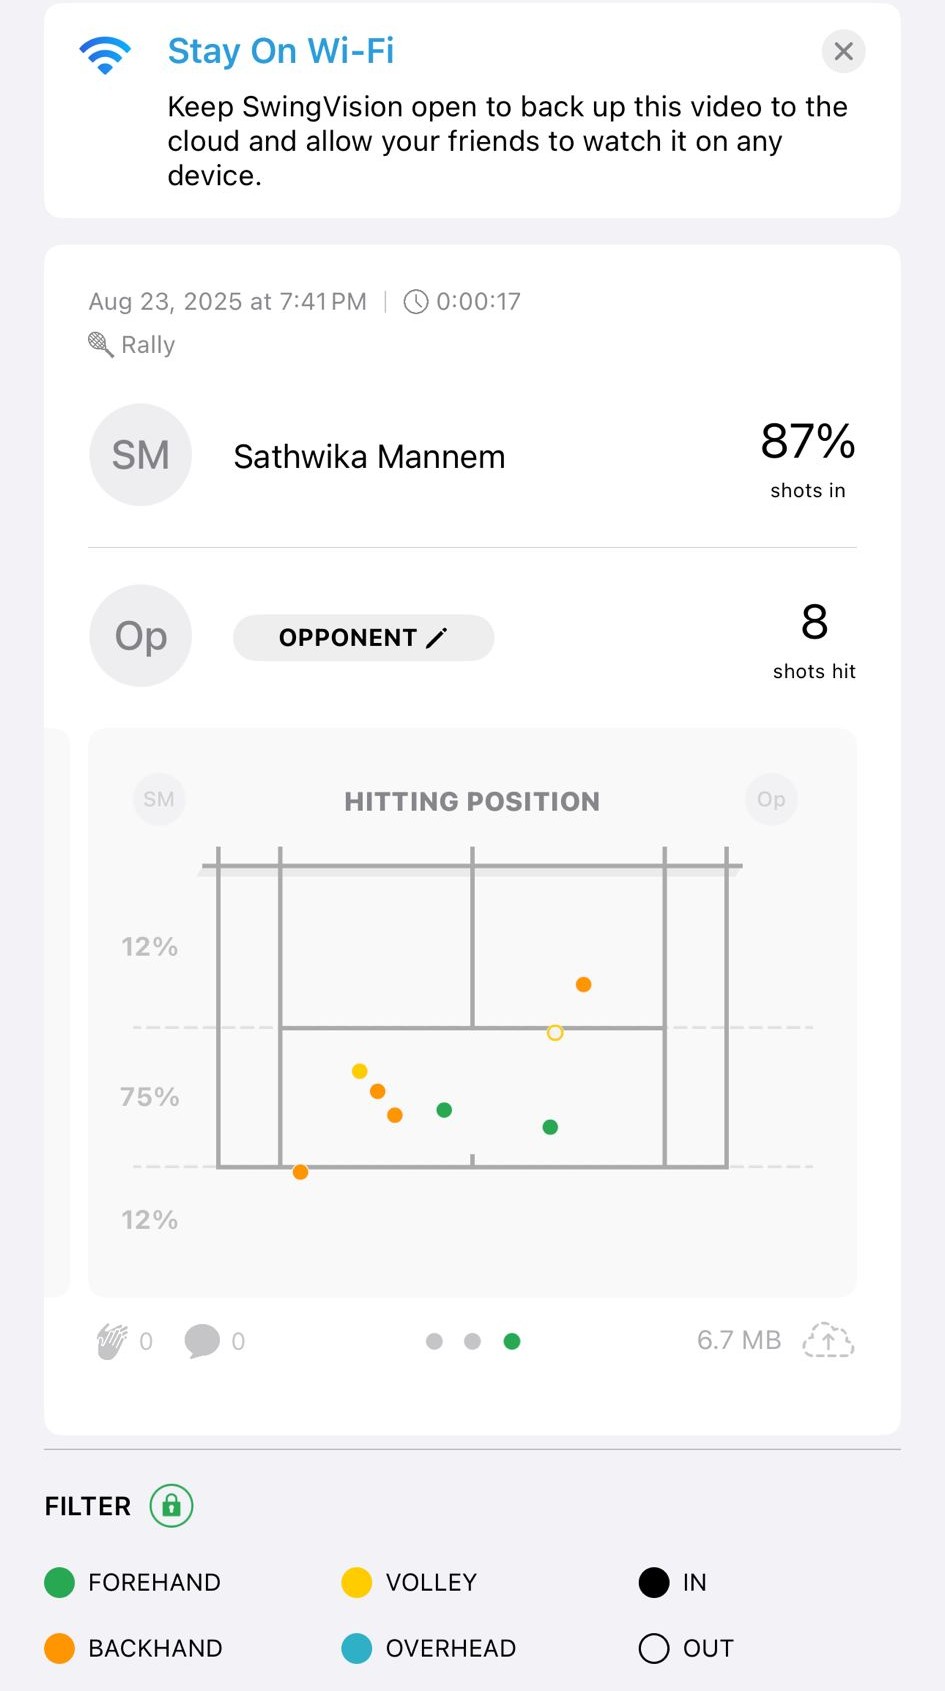 Stay On Wi-Fi
Keep SwingVision open to back up this video to the
cloud and allow your friends to watch it on any
device.
Aug 23, 2025 at 7:41 PM | 0:00:17
Rally
SM Sathwika Mannem 87%
shots in
Op OPPONENT 8
shots hit
SM HITTING POSITION Op
12%
75%
12%
0 0 6.7 MB
FILTER
FOREHAND VOLLEY IN
BACKHAND OVERHEAD OUT